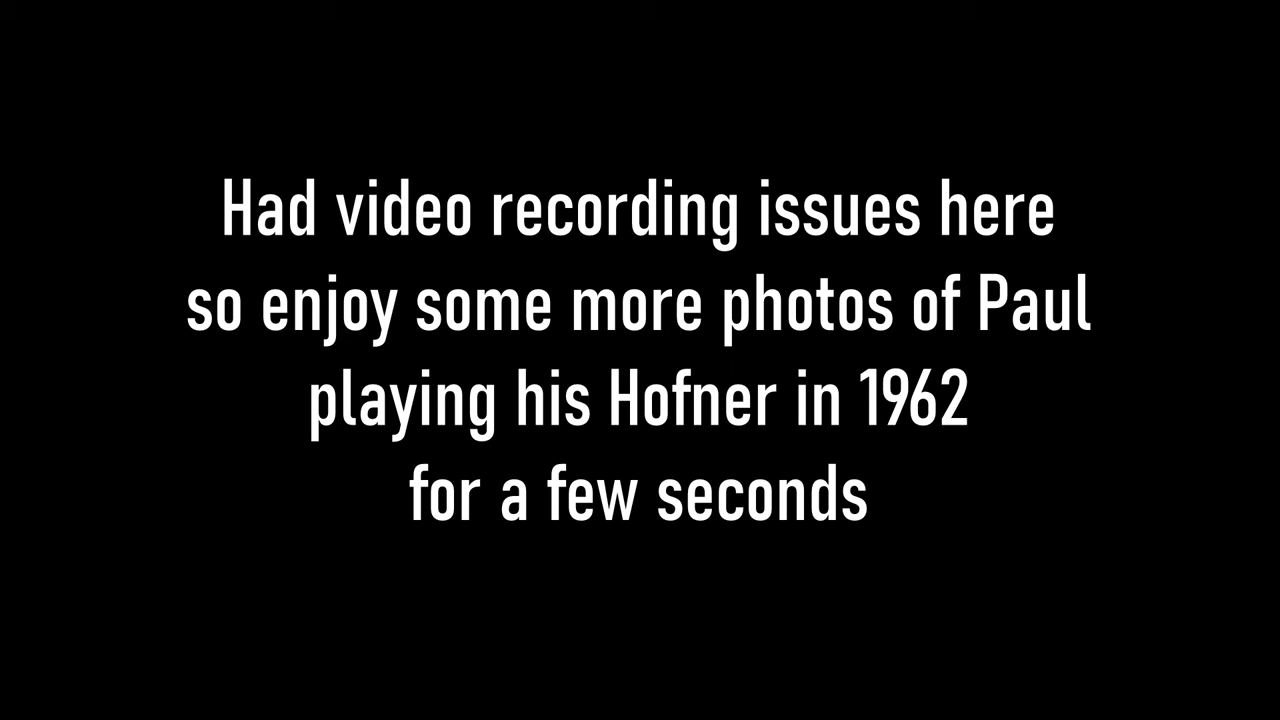 Had video recording issues here
so enjoy some more photos of Paul
playing his Hofner in 1962
for a few seconds